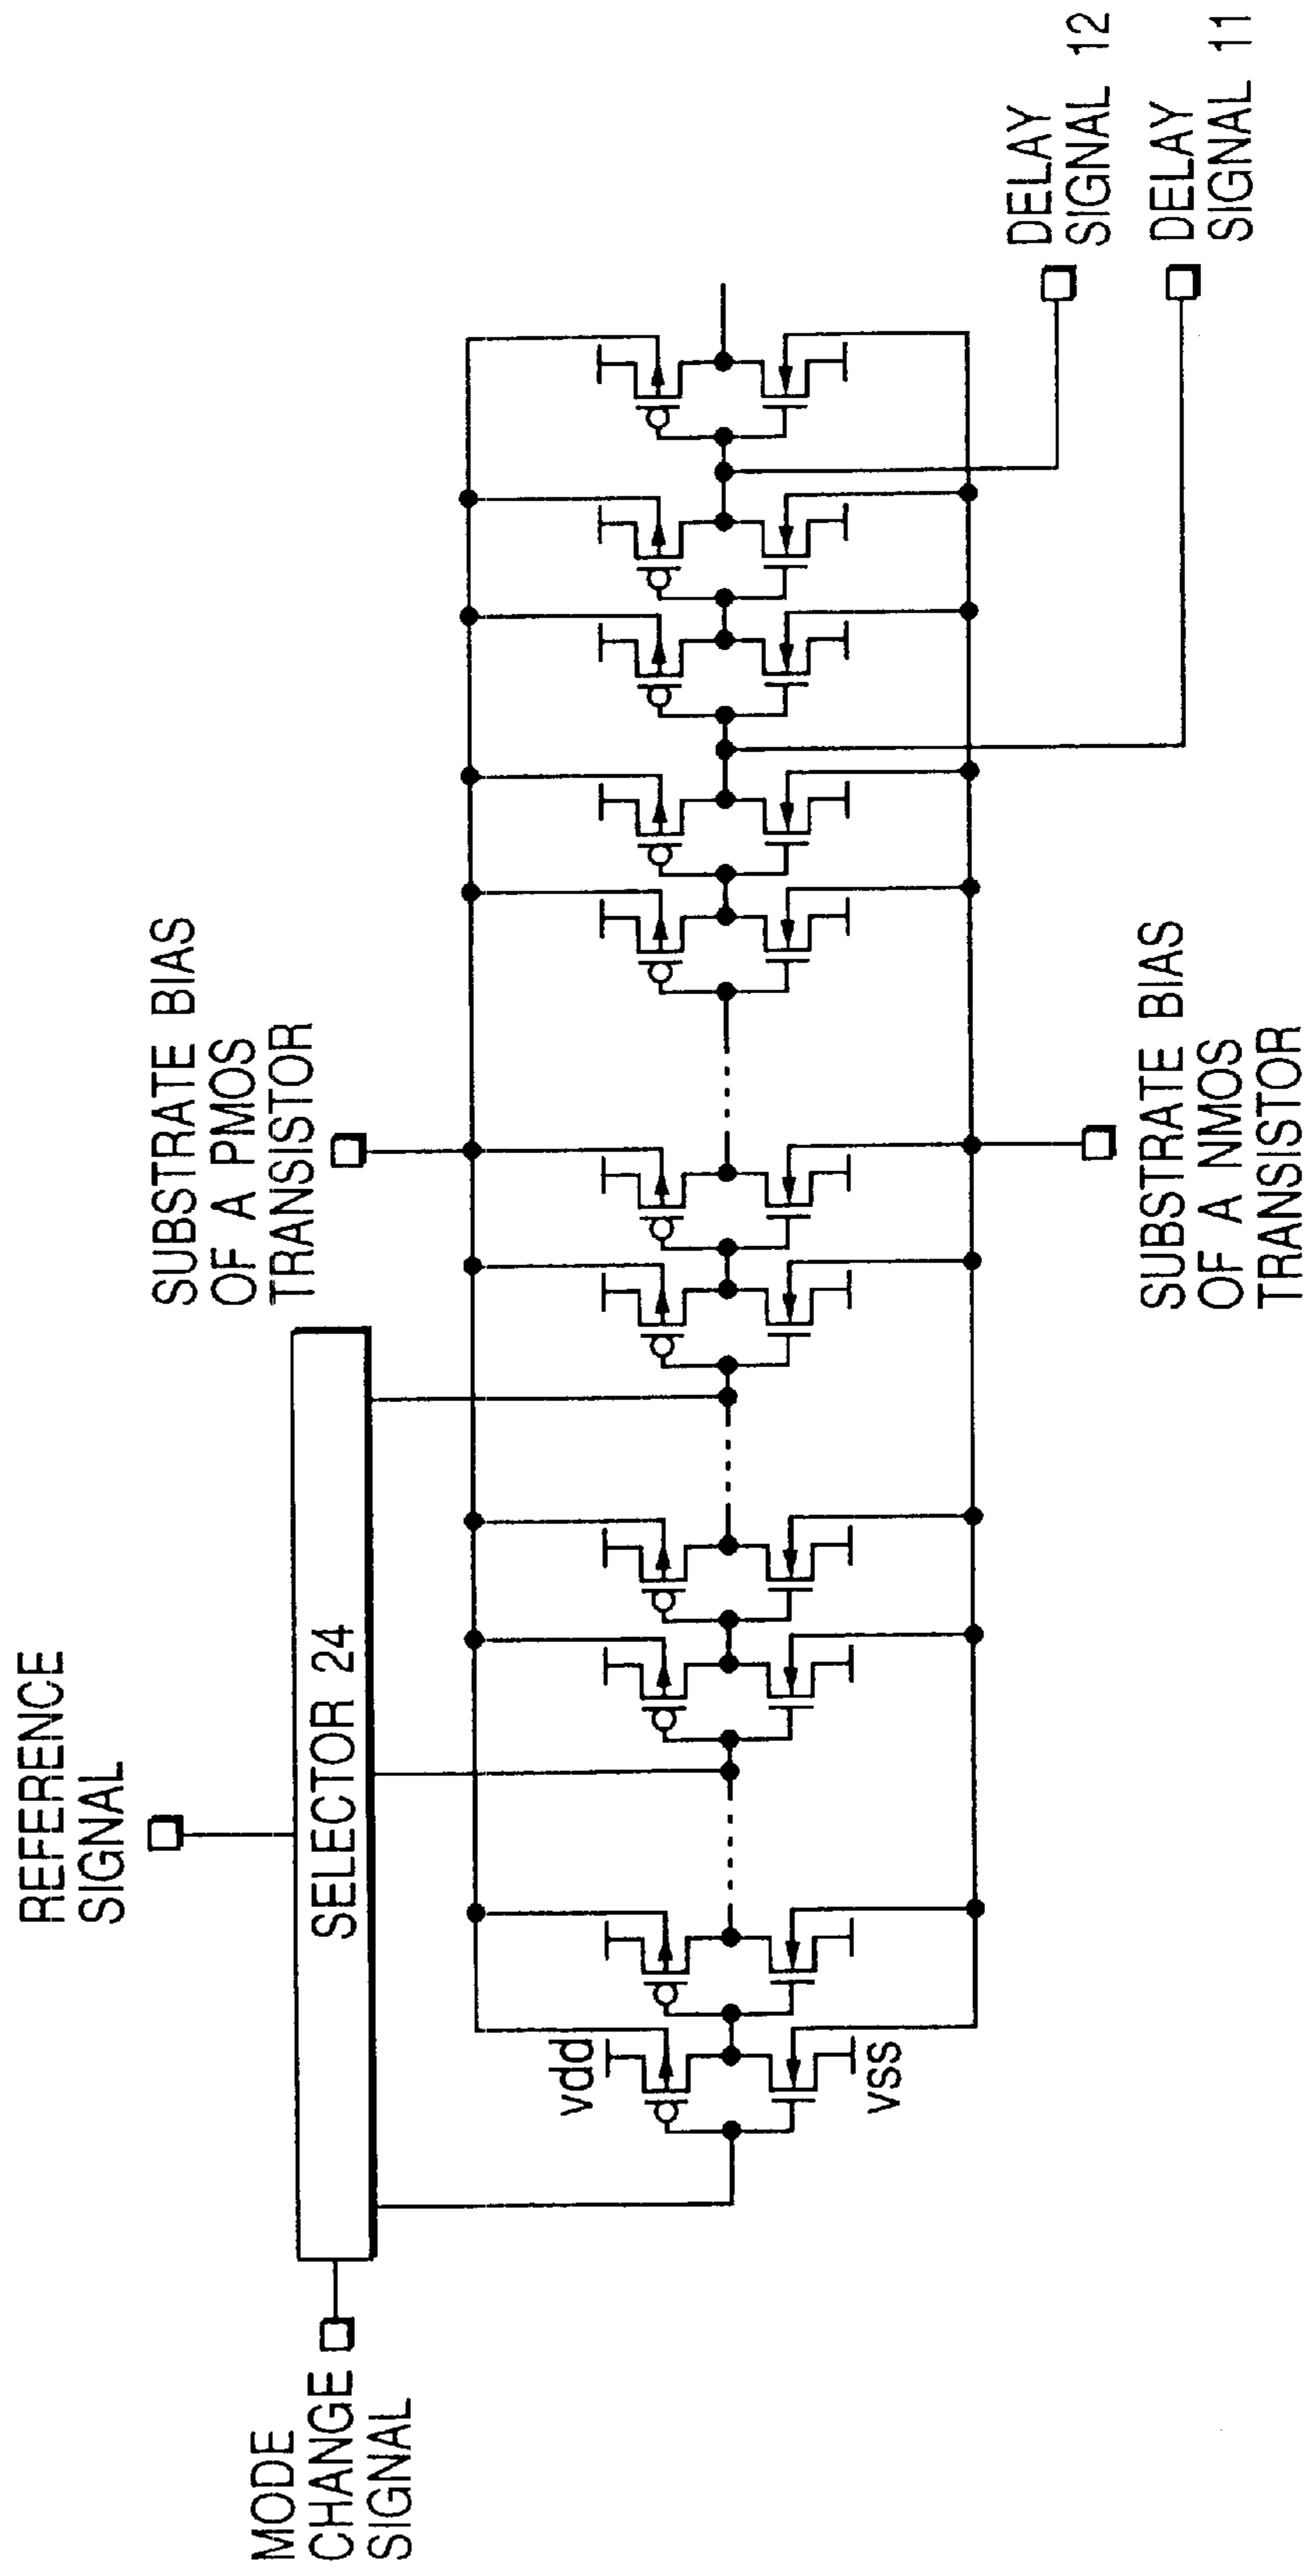 REFERENCE
SIGNAL
MODE
CHANGE
SIGNAL
SELECTOR 24
SUBSTRATE BIAS
OF A PMOS
TRANSISTOR
vdd
vss
SUBSTRATE BIAS
OF A NMOS
TRANSISTOR
DELAY
SIGNAL 12
DELAY
SIGNAL 11